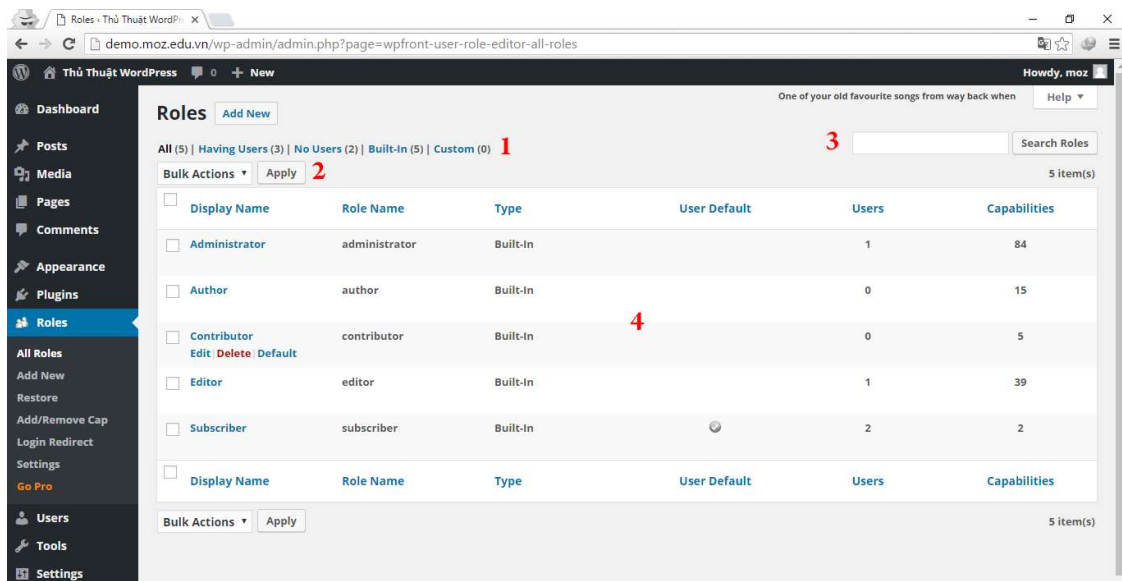 Roles ‹ Thủ Thuật WordPr
demo.moz.edu.vn/wp-admin/admin.php?page=wpfront-user-role-editor-all-roles
Thủ Thuật WordPress 0 + New Howdy, moz
One of your old favourite songs from way back when Help ▼
Dashboard
Posts
Media
Pages
Comments
Appearance
Plugins
Roles
All Roles
Add New
Restore
Add/Remove Cap
Login Redirect
Settings
Go Pro
Users
Tools
Settings
Roles Add New
All (5) | Having Users (3) | No Users (2) | Built-In (5) | Custom (0) 1
3 Search Roles
Bulk Actions ▼ Apply 2 5 item(s)
Display Name Role Name Type User Default Users Capabilities
Administrator administrator Built-In 1 84
Author author Built-In 0 15
4
Contributor contributor Built-In 0 5
Edit | Delete | Default
Editor editor Built-In 1 39
Subscriber subscriber Built-In 2 2
Display Name Role Name Type User Default Users Capabilities
Bulk Actions ▼ Apply 5 item(s)